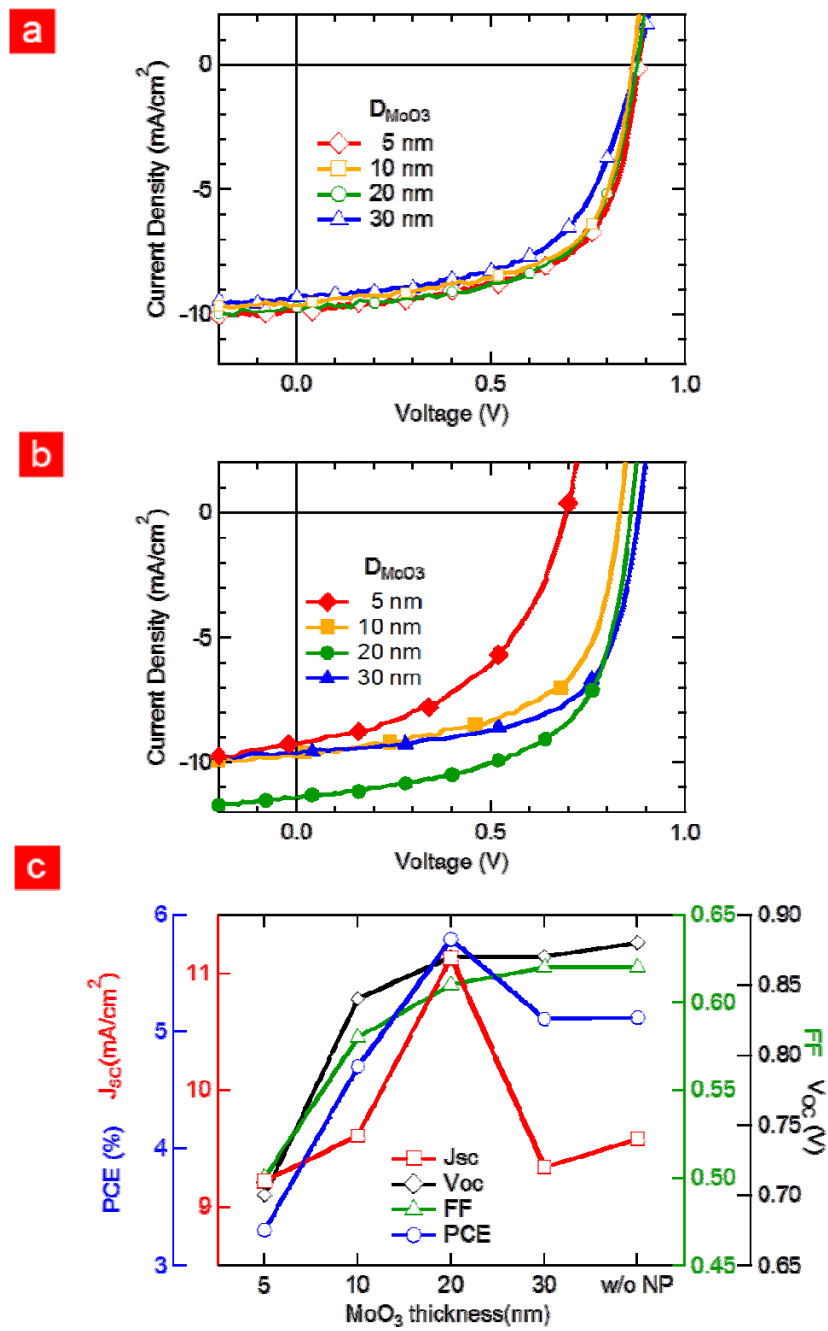 a
0
-5
-10
Current Density (mA/cm²)
D_MoO3
5 nm
10 nm
20 nm
30 nm
0.0 0.5 1.0
Voltage (V)
b
0
-5
-10
Current Density (mA/cm²)
D_MoO3
5 nm
10 nm
20 nm
30 nm
0.0 0.5 1.0
Voltage (V)
c
PCE (%)
6
5
4
3
J_SC(mA/cm²)
11
10
9
Jsc
Voc
FF
PCE
0.65
0.60
0.55
0.50
0.45
FF
0.90
0.85
0.80
0.75
0.70
0.65
V_OC (V)
5 10 20 30 w/o NP
MoO₃ thickness(nm)